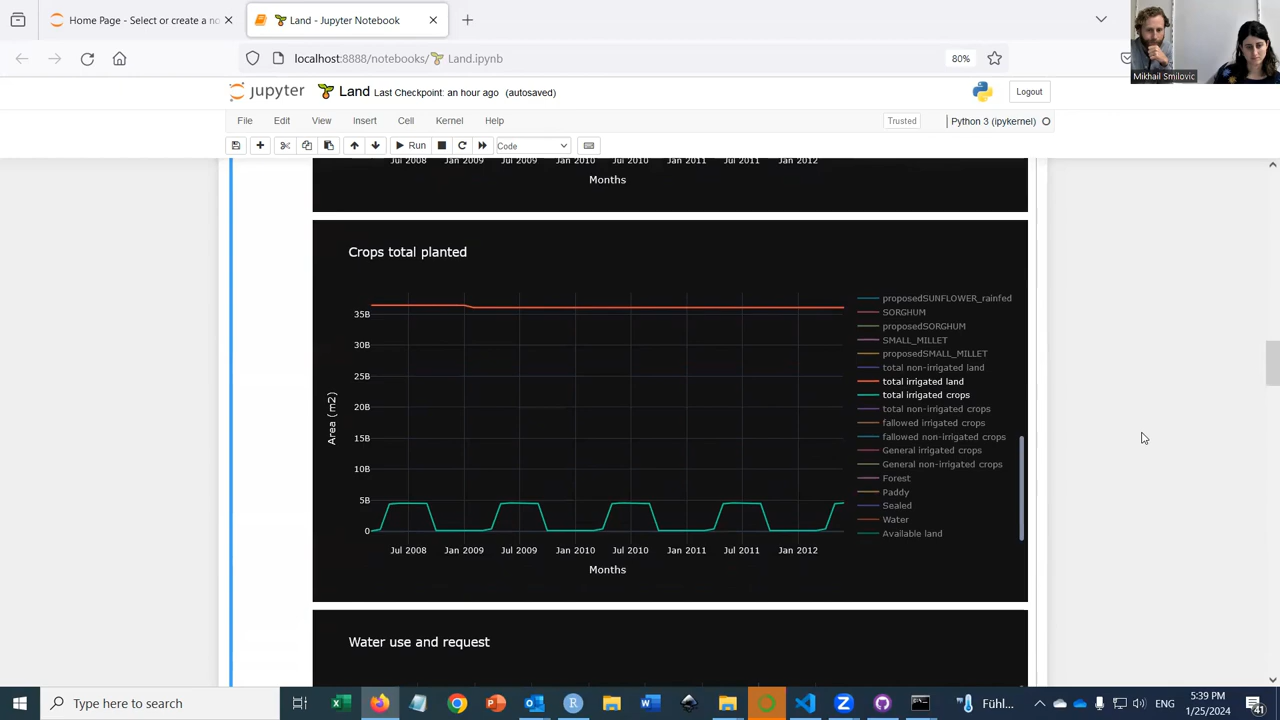 Home Page - Select or create a no
Land - Jupyter Notebook
localhost:8888/notebooks/ Land.ipynb
80%
Mikhail Smilovic
jupyter
Land Last Checkpoint: an hour ago (autosaved)
Logout
File Edit View Insert Cell Kernel Help
Trusted
Python 3 (ipykernel)
Run
Code
Jul 2008 Jan 2009 Jul 2009 Jan 2010 Jul 2010 Jan 2011 Jul 2011 Jan 2012
Months
Crops total planted
35B
30B
25B
20B
15B
10B
5B
0
Area (m2)
Jul 2008 Jan 2009 Jul 2009 Jan 2010 Jul 2010 Jan 2011 Jul 2011 Jan 2012
Months
proposedSUNFLOWER_rainfed
SORGHUM
proposedSORGHUM
SMALL_MILLET
proposedSMALL_MILLET
total non-irrigated land
total irrigated land
total irrigated crops
total non-irrigated crops
fallowed irrigated crops
fallowed non-irrigated crops
General irrigated crops
General non-irrigated crops
Forest
Paddy
Sealed
Water
Available land
Water use and request
Type here to search
Fühl...
ENG
5:39 PM
1/25/2024
41